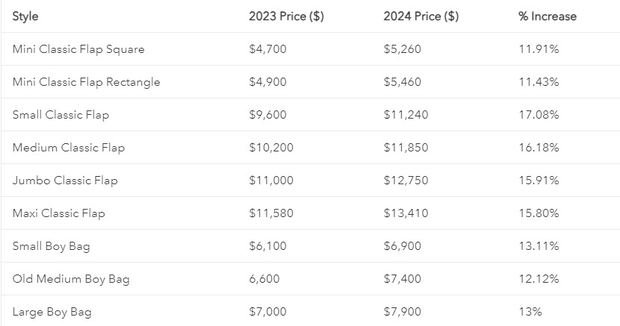 Style 2023 Price ($) 2024 Price ($) % Increase
Mini Classic Flap Square $4,700 $5,260 11.91%
Mini Classic Flap Rectangle $4,900 $5,460 11.43%
Small Classic Flap $9,600 $11,240 17.08%
Medium Classic Flap $10,200 $11,850 16.18%
Jumbo Classic Flap $11,000 $12,750 15.91%
Maxi Classic Flap $11,580 $13,410 15.80%
Small Boy Bag $6,100 $6,900 13.11%
Old Medium Boy Bag 6,600 $7,400 12.12%
Large Boy Bag $7,000 $7,900 13%